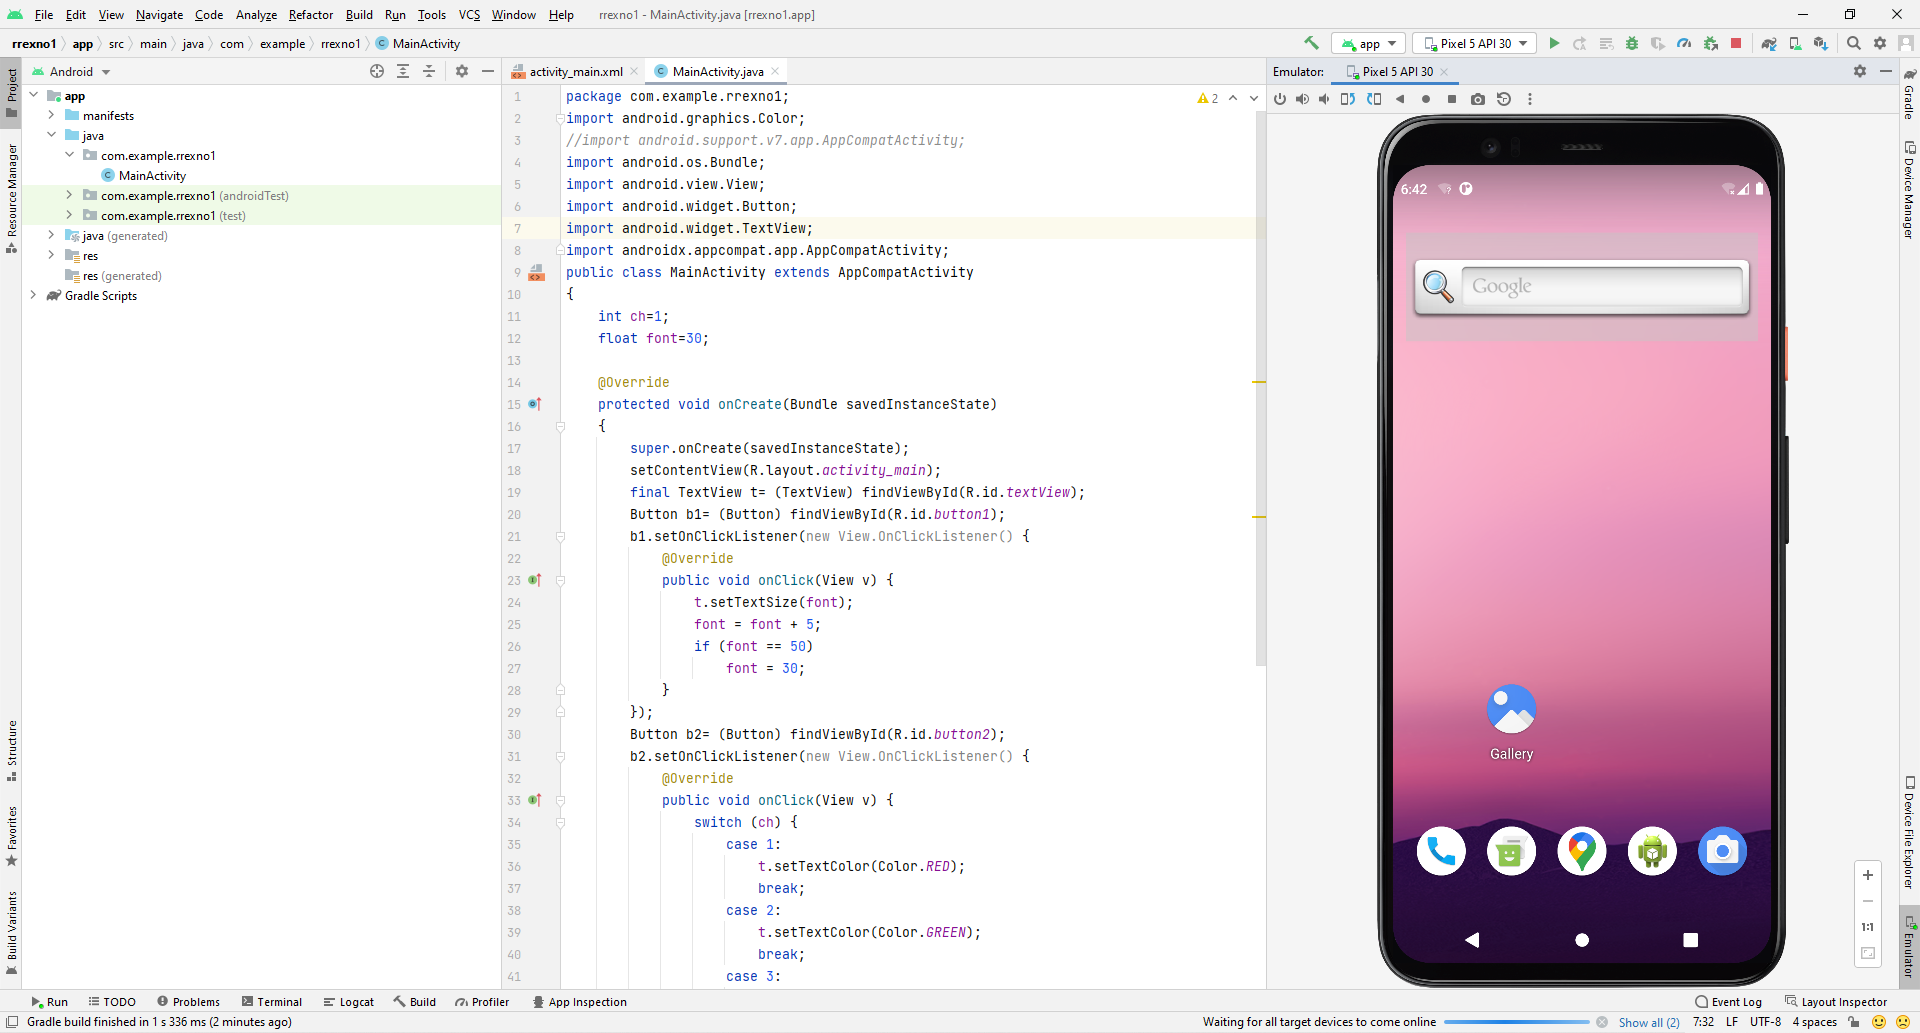 File Edit View Navigate Code Analyze Refactor Build Run Tools VCS Window Help rrexno1 - MainActivity.java [rrexno1.app]
rrexno1 app src main java com example rrexno1 MainActivity app Pixel 5 API 30
Android
app
manifests
java
com.example.rrexno1
MainActivity
com.example.rrexno1 (androidTest)
com.example.rrexno1 (test)
java (generated)
res
res (generated)
Gradle Scripts
Project
Resource Manager
Structure
Favorites
Build Variants
activity_main.xml MainActivity.java
2
1 package com.example.rrexno1;
2 import android.graphics.Color;
3 //import android.support.v7.app.AppCompatActivity;
4 import android.os.Bundle;
5 import android.view.View;
6 import android.widget.Button;
7 import android.widget.TextView;
8 import androidx.appcompat.app.AppCompatActivity;
9 public class MainActivity extends AppCompatActivity
10 {
11 int ch=1;
12 float font=30;
13
14 @Override
15 protected void onCreate(Bundle savedInstanceState)
16 {
17 super.onCreate(savedInstanceState);
18 setContentView(R.layout.activity_main);
19 final TextView t= (TextView) findViewById(R.id.textView);
20 Button b1= (Button) findViewById(R.id.button1);
21 b1.setOnClickListener(new View.OnClickListener() {
22 @Override
23 public void onClick(View v) {
24 t.setTextSize(font);
25 font = font + 5;
26 if (font == 50)
27 font = 30;
28 }
29 });
30 Button b2= (Button) findViewById(R.id.button2);
31 b2.setOnClickListener(new View.OnClickListener() {
32 @Override
33 public void onClick(View v) {
34 switch (ch) {
35 case 1:
36 t.setTextColor(Color.RED);
37 break;
38 case 2:
39 t.setTextColor(Color.GREEN);
40 break;
41 case 3:
Emulator: Pixel 5 API 30
6:42
Google
Gallery
1:1
Gradle
Device Manager
Device File Explorer
Emulator
Run TODO Problems Terminal Logcat Build Profiler App Inspection Event Log Layout Inspector
Gradle build finished in 1 s 336 ms (2 minutes ago) Waiting for all target devices to come online Show all (2) 7:32 LF UTF-8 4 spaces